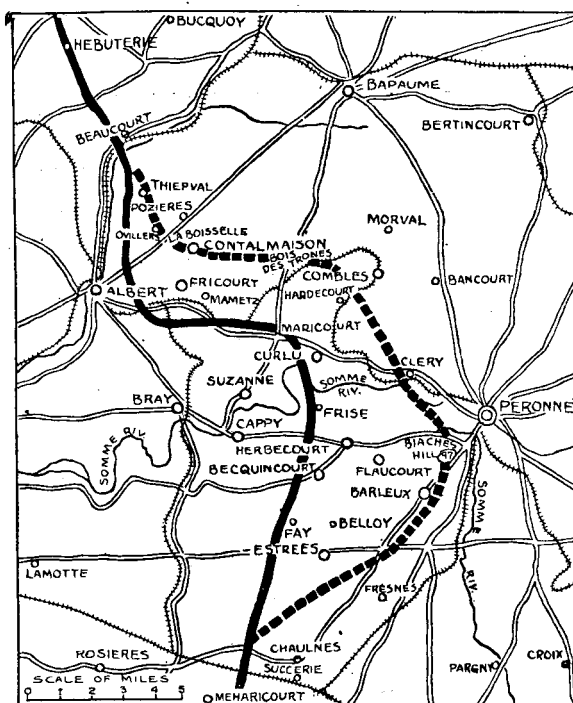 BUCQUOY
HEBUTERIE
BAPAUME
BERTINCOURT
BEAUCOURT
THIEPVAL
POZIERES
MORVAL
OVILLERS
LA BOISSELLE
CONTALMAISON
BOIS
DES TRONES
COMBLES
BANCOURT
FRICOURT
ALBERT
MAMETZ
HARDECOURT
MARICOURT
CURLU
CLERY
SUZANNE
SOMME
RIV.
BRAY
FRISE
PERONNE
CAPPY
SOMME RIV.
HERBECOURT
BIACHES
HILL 97
BECQUINCOURT
FLAUCOURT
BARLEUX
SOMME
RIV.
FAY
BELLOY
ESTREES
LAMOTTE
FRESNES
ROSIERES
CHAULNES
SUCCERIE
PARGNY
CROIX
SCALE OF MILES
0 1 2 3 4 5
MEHARICOURT